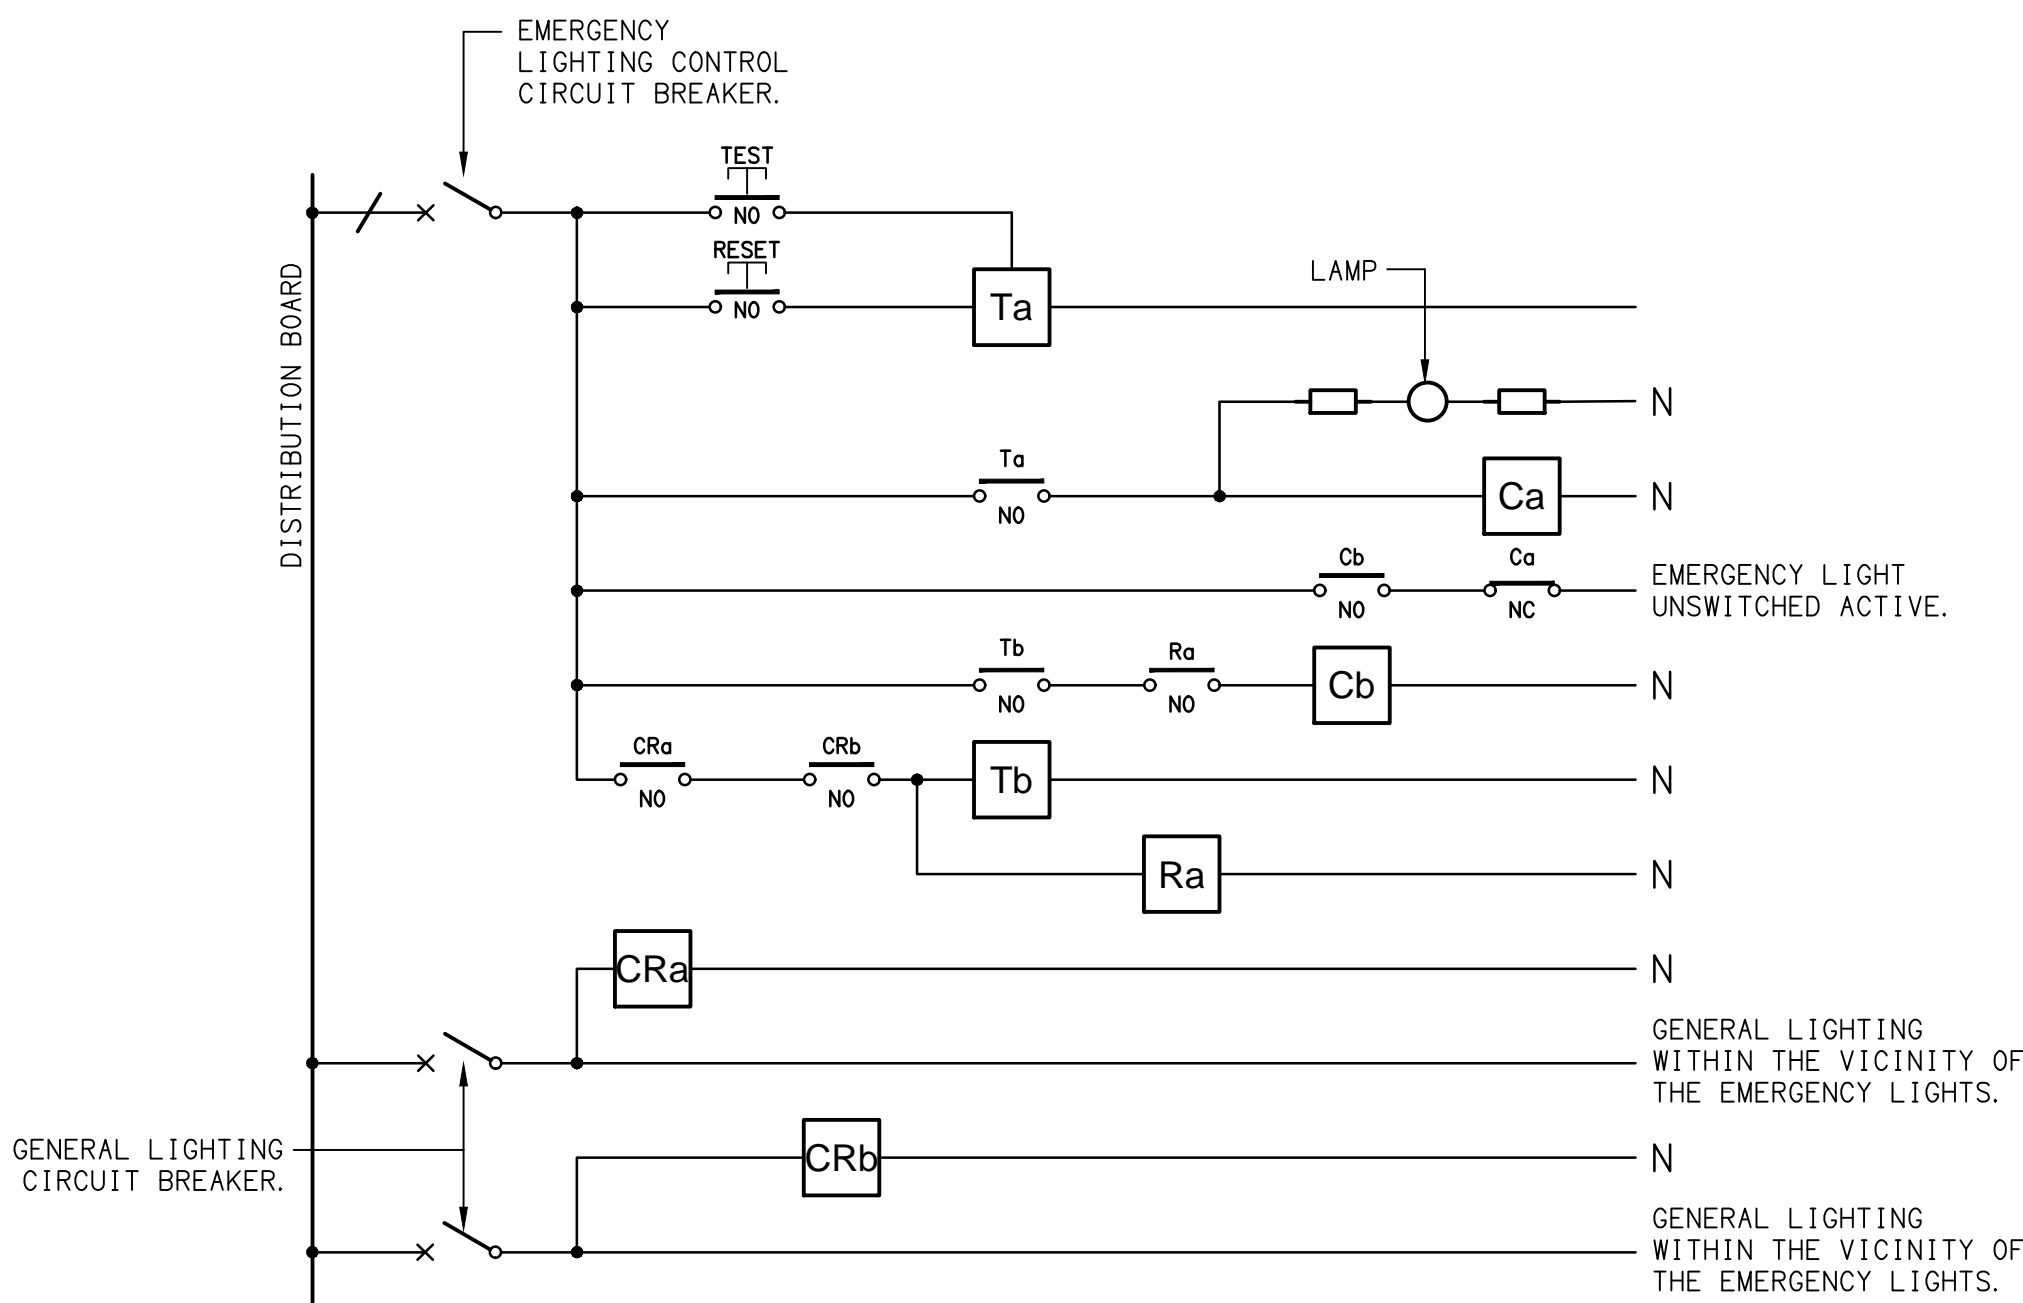 EMERGENCY
LIGHTING CONTROL
CIRCUIT BREAKER.
TEST
NO
RESET
NO
DISTRIBUTION BOARD
Ta
LAMP
N
Ta
NO
Ca
N
Cb
NO
Ca
NC
EMERGENCY LIGHT
UNSWITCHED ACTIVE.
Tb
NO
Ra
NO
Cb
N
CRa
NO
CRb
NO
Tb
N
Ra
N
CRa
N
GENERAL LIGHTING
WITHIN THE VICINITY OF
THE EMERGENCY LIGHTS.
GENERAL LIGHTING
CIRCUIT BREAKER.
CRb
N
GENERAL LIGHTING
WITHIN THE VICINITY OF
THE EMERGENCY LIGHTS.